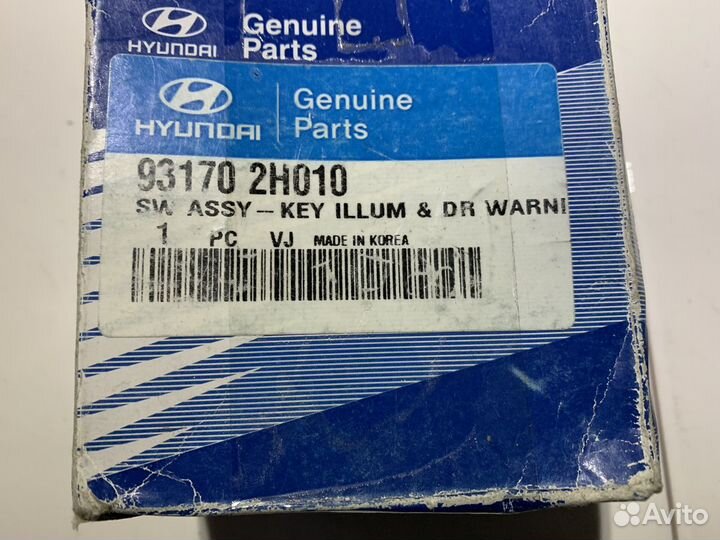 HYUNDAI
Genuine
Parts
HYUNDAI
Genuine
Parts
93170 2H010
SW ASSY-KEY ILLUM & DR WARNI
1 PC VJ MADE IN KOREA
Avito